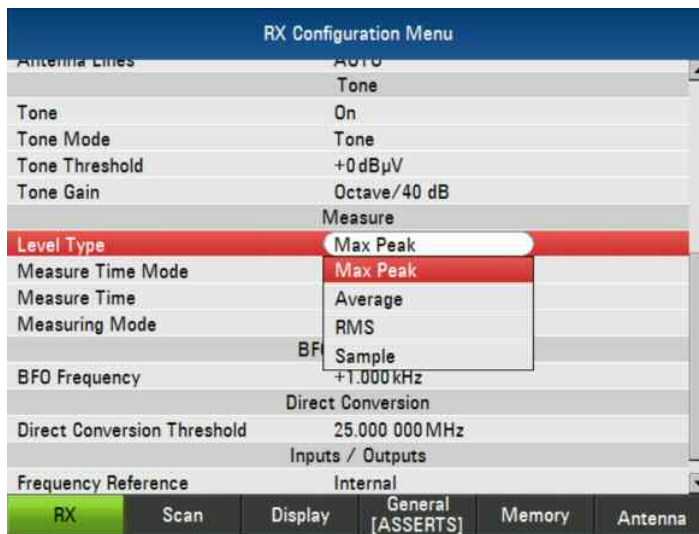 RX Configuration Menu
Antenna Lines AUTO
Tone
Tone On
Tone Mode Tone
Tone Threshold +0 dBµV
Tone Gain Octave/40 dB
Measure
Level Type Max Peak
Measure Time Mode Max Peak
Measure Time Average
Measuring Mode RMS
Sample
BFO Frequency +1.000 kHz
Direct Conversion
Direct Conversion Threshold 25.000 000 MHz
Inputs / Outputs
Frequency Reference Internal
RX Scan Display General [ASSERTS] Memory Antenna